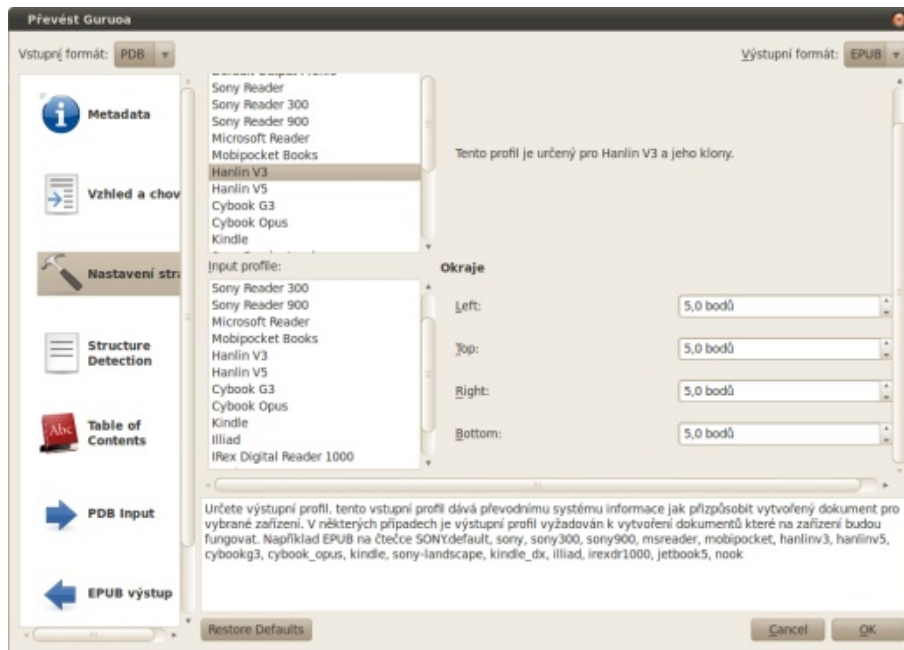 Převést Guruoa
Vstupní formát: PDB
Výstupní formát: EPUB
Metadata
Vzhled a chov
Nastavení strá
Structure
Detection
Table of
Contents
Abc
PDB Input
EPUB výstup
Sony Reader
Sony Reader 300
Sony Reader 900
Microsoft Reader
Mobipocket Books
Hanlin V3
Hanlin V5
Cybook G3
Cybook Opus
Kindle
Tento profil je určený pro Hanlin V3 a jeho klony.
Input profile:
Sony Reader 300
Sony Reader 900
Microsoft Reader
Mobipocket Books
Hanlin V3
Hanlin V5
Cybook G3
Cybook Opus
Kindle
Illiad
IRex Digital Reader 1000
Okraje
Left: 5,0 bodů
Top: 5,0 bodů
Right: 5,0 bodů
Bottom: 5,0 bodů
Určete výstupní profil. tento vstupní profil dává převodnímu systému informace jak přizpůsobit vytvořený dokument pro
vybrané zařízení. V některých případech je výstupní profil vyžadován k vytvoření dokumentů které na zařízení budou
fungovat. Například EPUB na čtečce SONY.default, sony, sony300, sony900, msreader, mobipocket, hanlinv3, hanlinv5,
cybookg3, cybook_opus, kindle, sony-landscape, kindle_dx, illiad, irexdr1000, jetbook5, nook
Restore Defaults
Cancel
OK